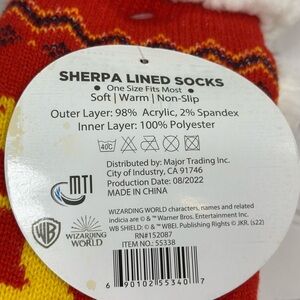 SHERPA LINED SOCKS
• One Size Fits Most •
Soft | Warm | Non-Slip
Outer Layer: 98% Acrylic, 2% Spandex
Inner Layer: 100% Polyester
40°
MTI
Distributed by: Major Trading Inc.
City of Industry, CA 91746
Production Date: 08/2022
MADE IN CHINA
WB
WIZARDING
WORLD
WIZARDING WORLD characters, names and related
indicia are © & ™ Warner Bros. Entertainment Inc.
WB SHIELD: © & ™ WBEI. Publishing Rights © JKR. (s22)
RN#152087
ITEM NO.: 55338
6 90102 55340 7